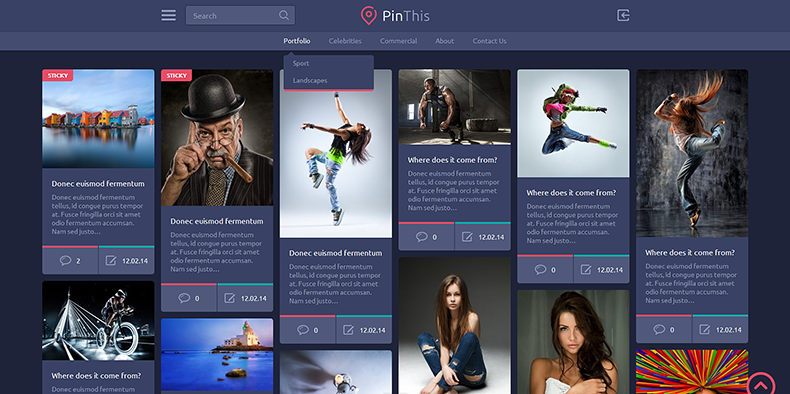 Search
PinThis
Portfolio
Celebrities
Commercial
About
Contact Us
Sport
Landscapes
STICKY
Donec euismod fermentum
Donec euismod fermentum
tellus, id congue purus tempor
at. Fusce fringilla orci sit amet
odio fermentum accumsan.
Nam sed justo...
2
12.02.14
Where does it come from?
Donec euismod fermentum
STICKY
Donec euismod fermentum
Donec euismod fermentum
tellus, id congue purus tempor
at. Fusce fringilla orci sit amet
odio fermentum accumsan.
Nam sed justo...
0
12.02.14
Donec euismod fermentum
Donec euismod fermentum
tellus, id congue purus tempor
at. Fusce fringilla orci sit amet
odio fermentum accumsan.
Nam sed justo...
0
12.02.14
Where does it come from?
Donec euismod fermentum
tellus, id congue purus tempor
at. Fusce fringilla orci sit amet
odio fermentum accumsan.
Nam sed justo...
0
12.02.14
Where does it come from?
Donec euismod fermentum
tellus, id congue purus tempor
at. Fusce fringilla orci sit amet
odio fermentum accumsan.
Nam sed justo...
0
12.02.14
Where does it come from?
Donec euismod fermentum
tellus, id congue purus tempor
at. Fusce fringilla orci sit amet
odio fermentum accumsan.
Nam sed justo...
0
12.02.14